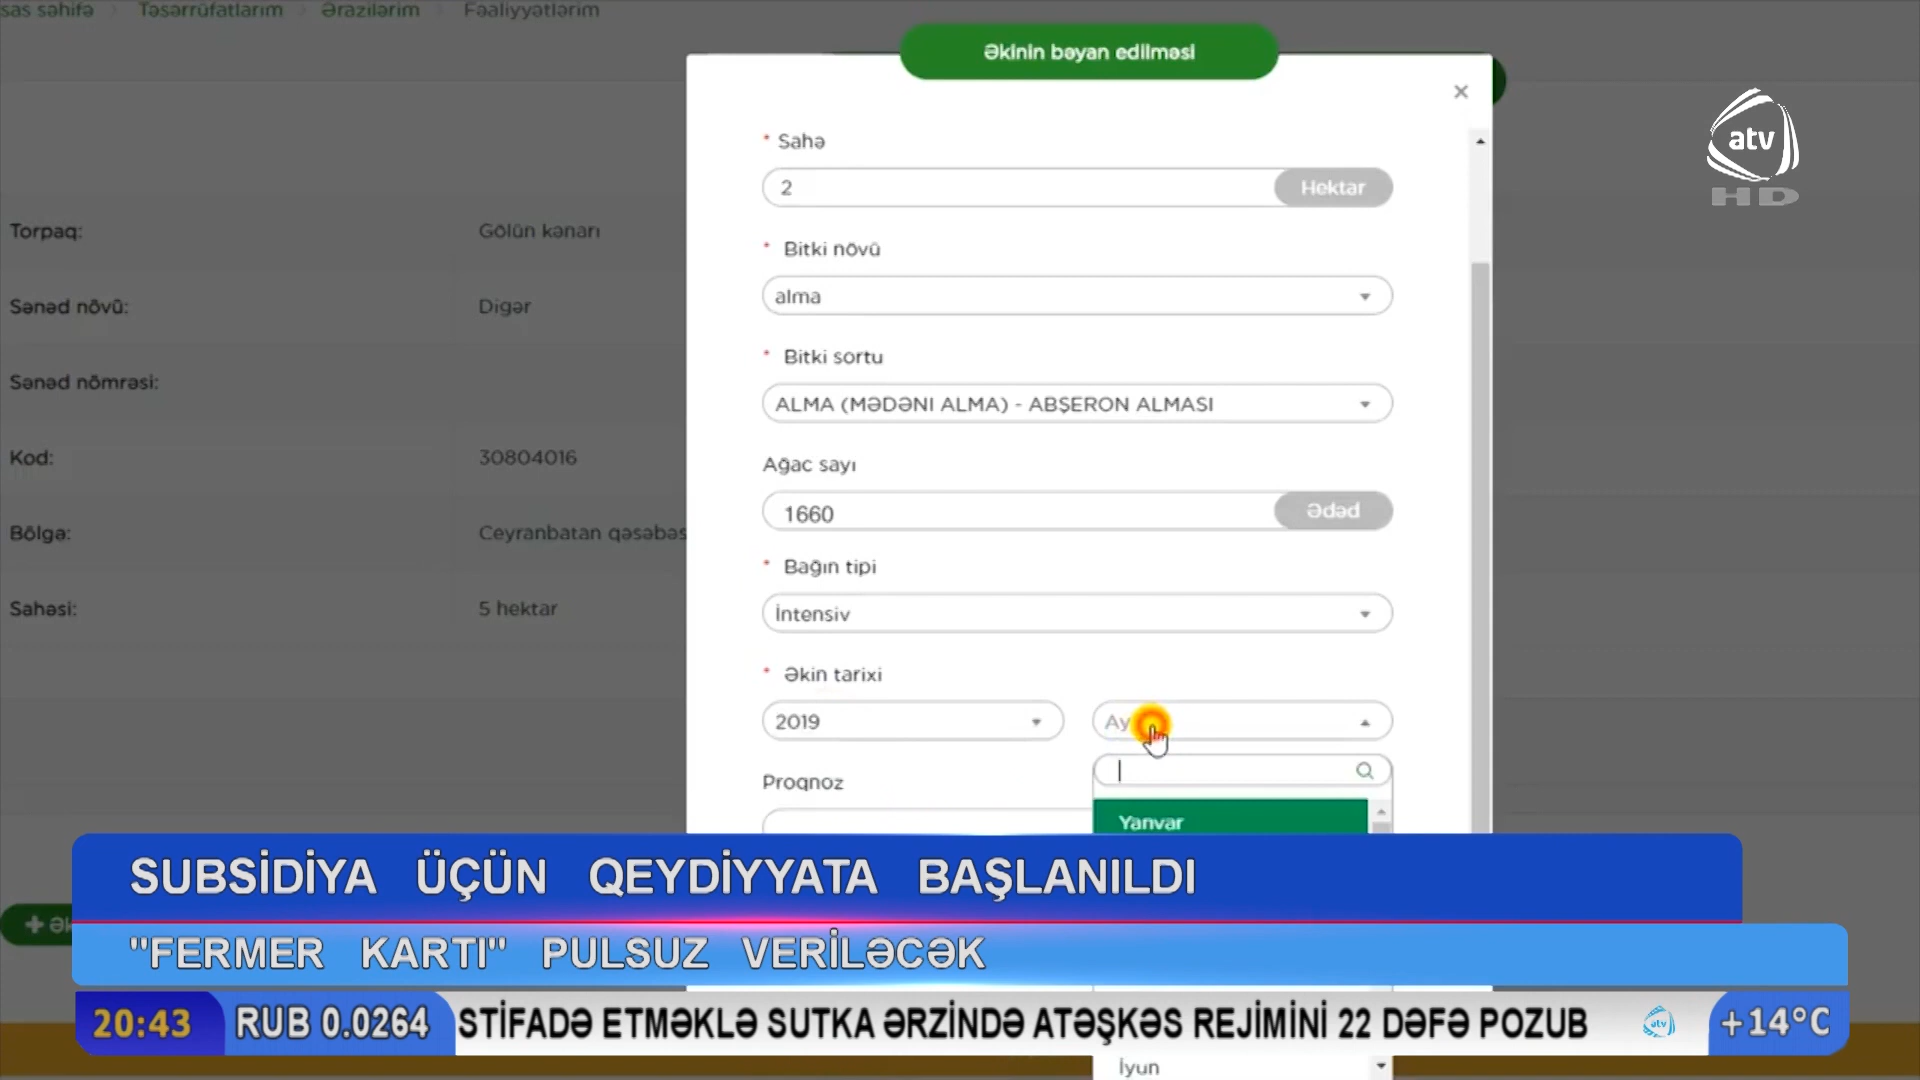 sas səhifə > Təsərrüfatlarım > Ərazilərim > Fəaliyyətlərim
Əkinin bəyan edilməsi
×
atv
HD
* Sahə
2 Hektar
* Bitki növü
alma
* Bitki sortu
ALMA (MƏDƏNI ALMA) - ABŞERON ALMASI
Ağac sayı
1660 Ədəd
* Bağın tipi
İntensiv
* Əkin tarixi
2019
Ay
Proqnoz
Yanvar
Torpaq: Gölün kənarı
Sənəd növü: Digər
Sənəd nömrəsi:
Kod: 30804016
Bölgə: Ceyranbatan qəsəbəs
Sahəsi: 5 hektar
+ Ək
SUBSİDİYA ÜÇÜN QEYDİYYATA BAŞLANILDI
"FERMER KARTI" PULSUZ VERİLƏCƏK
20:43 RUB 0.0264 STİFADƏ ETMƏKLƏ SUTKA ƏRZİNDƏ ATƏŞKƏS REJİMİNİ 22 DƏFƏ POZUB atv +14°C
İyun